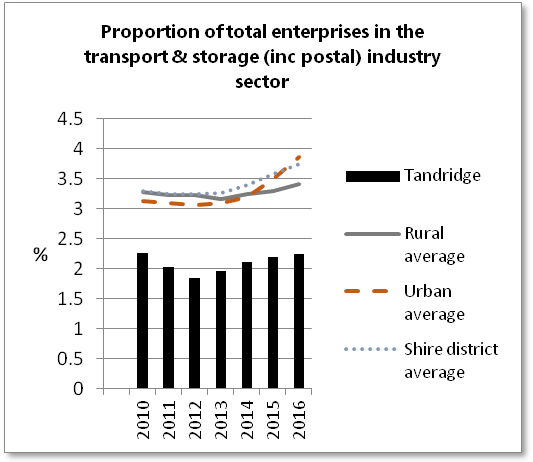 Proportion of total enterprises in the
transport & storage (inc postal) industry
sector
4.5
4
3.5
3
2.5
2
1.5
1
0.5
0
%
2010
2011
2012
2013
2014
2015
2016
Tandridge
Rural
average
Urban
average
Shire district
average